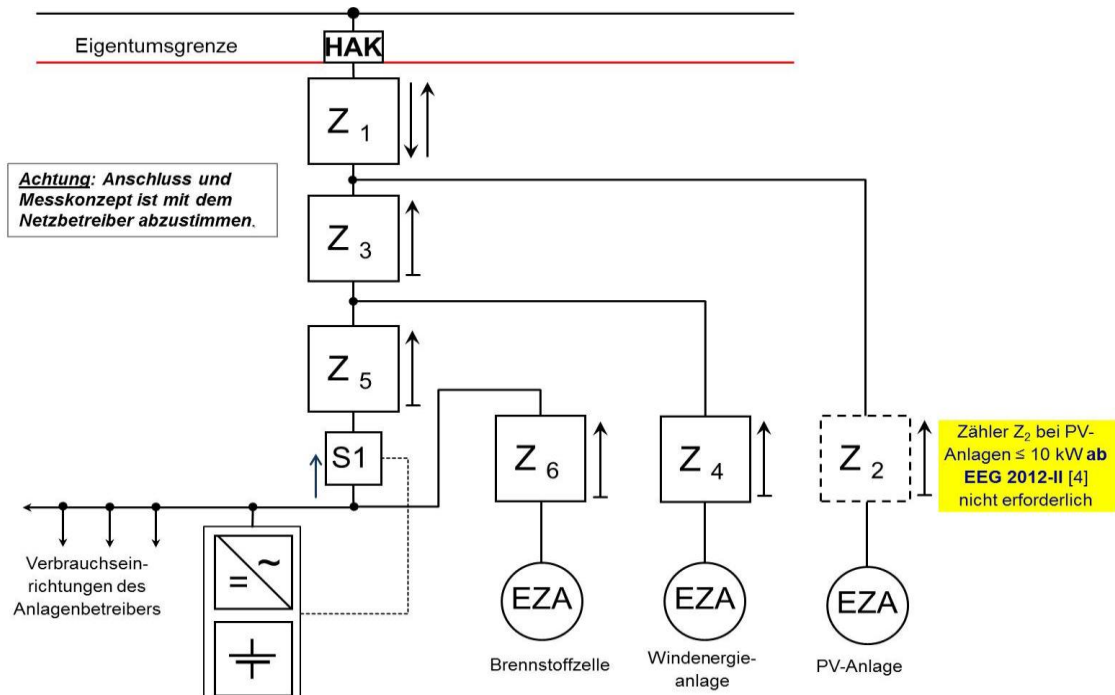 Eigentumsgrenze
HAK
Z 1
Achtung: Anschluss und
Messkonzept ist mit dem
Netzbetreiber abzustimmen.
Z 3
Z 5
S1
Z 6
Z 4
Z 2
Zähler Z2 bei PV-
Anlagen ≤ 10 kW ab
EEG 2012-II [4]
nicht erforderlich
Verbrauchsein-
richtungen des
Anlagenbetreibers
= ~
EZA
EZA
EZA
Brennstoffzelle
Windenergie-
anlage
PV-Anlage